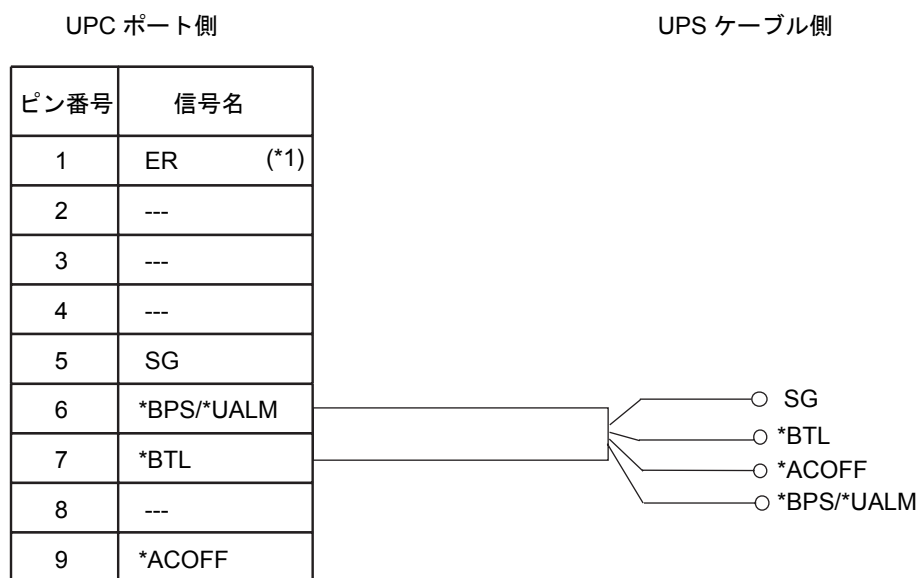 UPC ポート側 UPS ケーブル側
ピン番号 信号名
1 ER (*1)
2 ---
3 ---
4 ---
5 SG
6 *BPS/*UALM
7 *BTL
8 ---
9 *ACOFF
SG
*BTL
*ACOFF
*BPS/*UALM